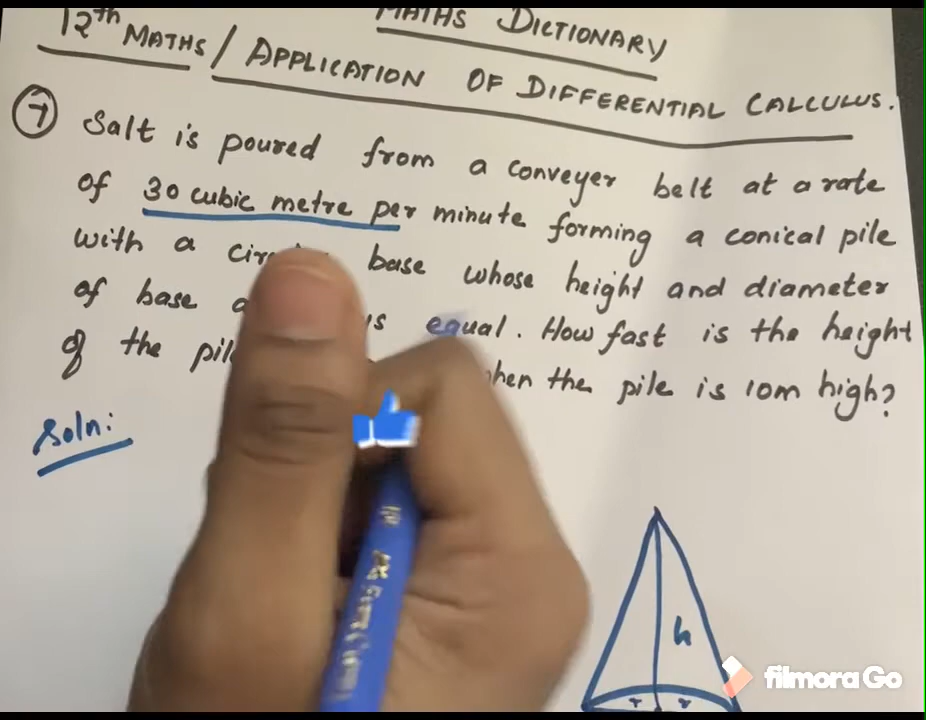 MATHS DICTIONARY
12th MATHS / APPLICATION OF DIFFERENTIAL CALCULUS.
7 Salt is poured from a conveyer belt at a rate
of 30 cubic metre per minute forming a conical pile
with a base whose height and diameter
of base equal. How fast is the height
of the when the pile is 10m high?
Soln:
h
r r
filmora Go